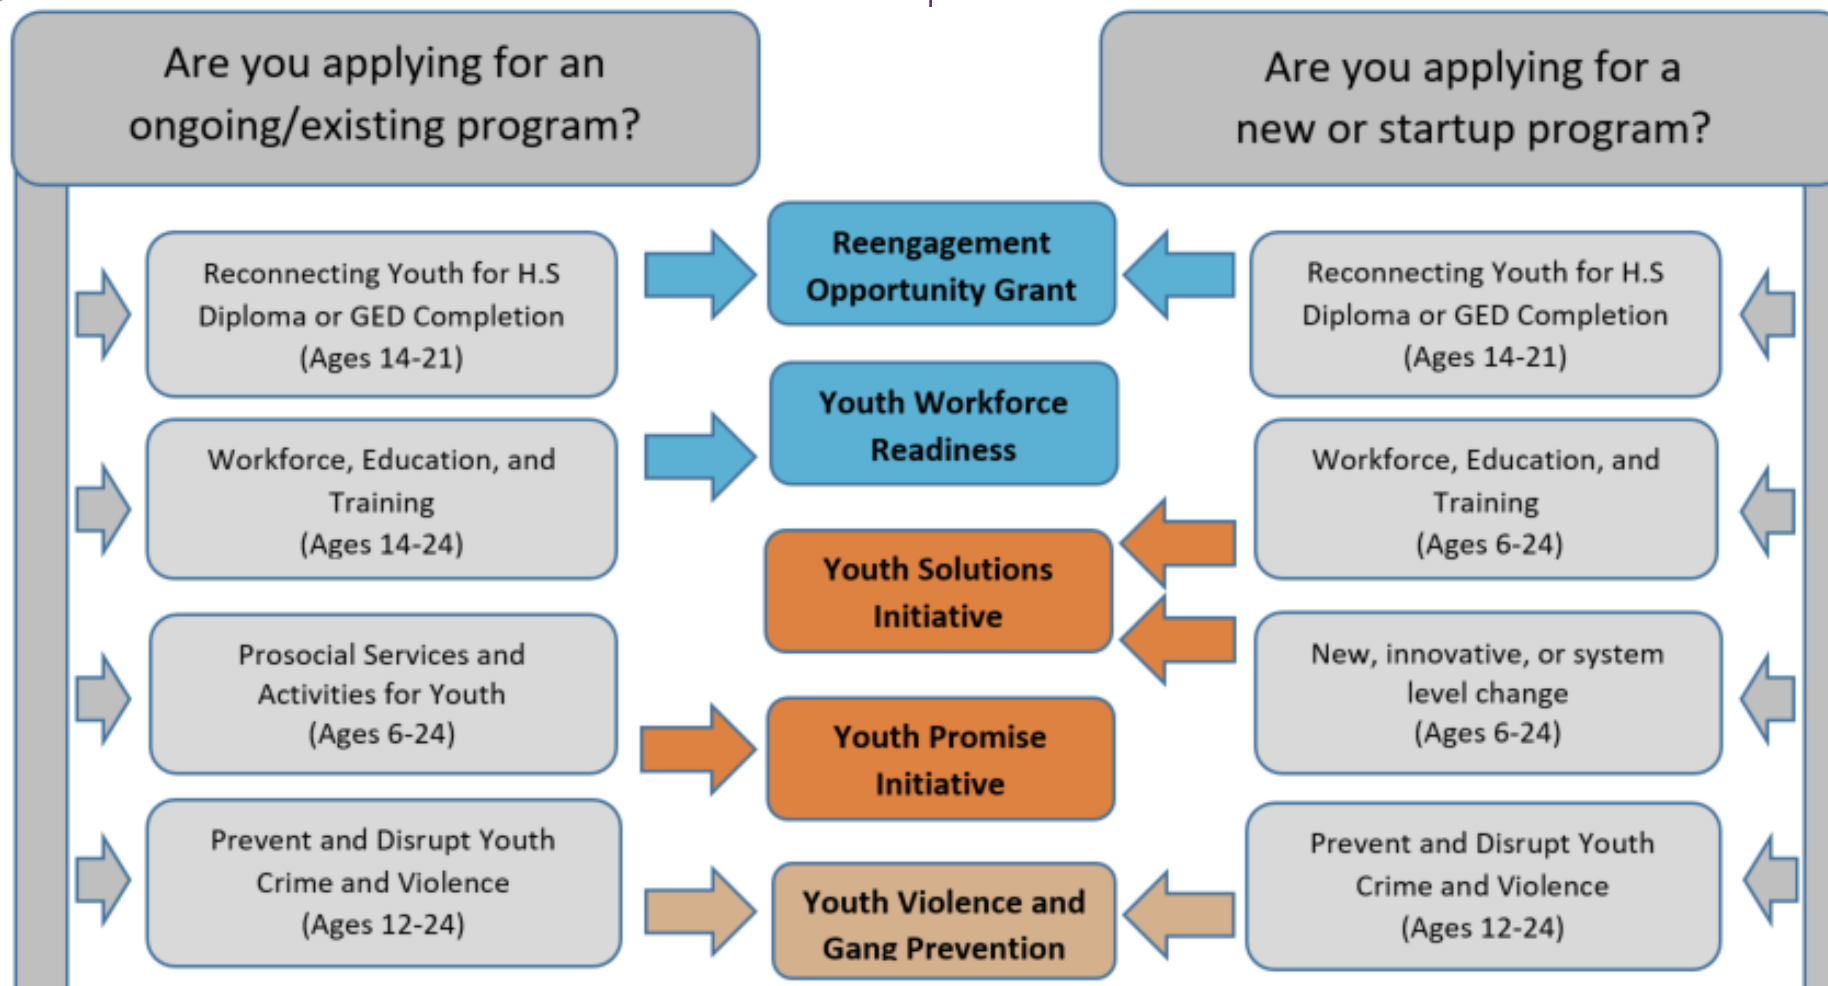 Are you applying for an
ongoing/existing program?
Are you applying for a
new or startup program?
Reconnecting Youth for H.S
Diploma or GED Completion
(Ages 14-21)
Reengagement
Opportunity Grant
Reconnecting Youth for H.S
Diploma or GED Completion
(Ages 14-21)
Workforce, Education, and
Training
(Ages 14-24)
Youth Workforce
Readiness
Workforce, Education, and
Training
(Ages 6-24)
Youth Solutions
Initiative
Prosocial Services and
Activities for Youth
(Ages 6-24)
New, innovative, or system
level change
(Ages 6-24)
Youth Promise
Initiative
Prevent and Disrupt Youth
Crime and Violence
(Ages 12-24)
Youth Violence and
Gang Prevention
Prevent and Disrupt Youth
Crime and Violence
(Ages 12-24)